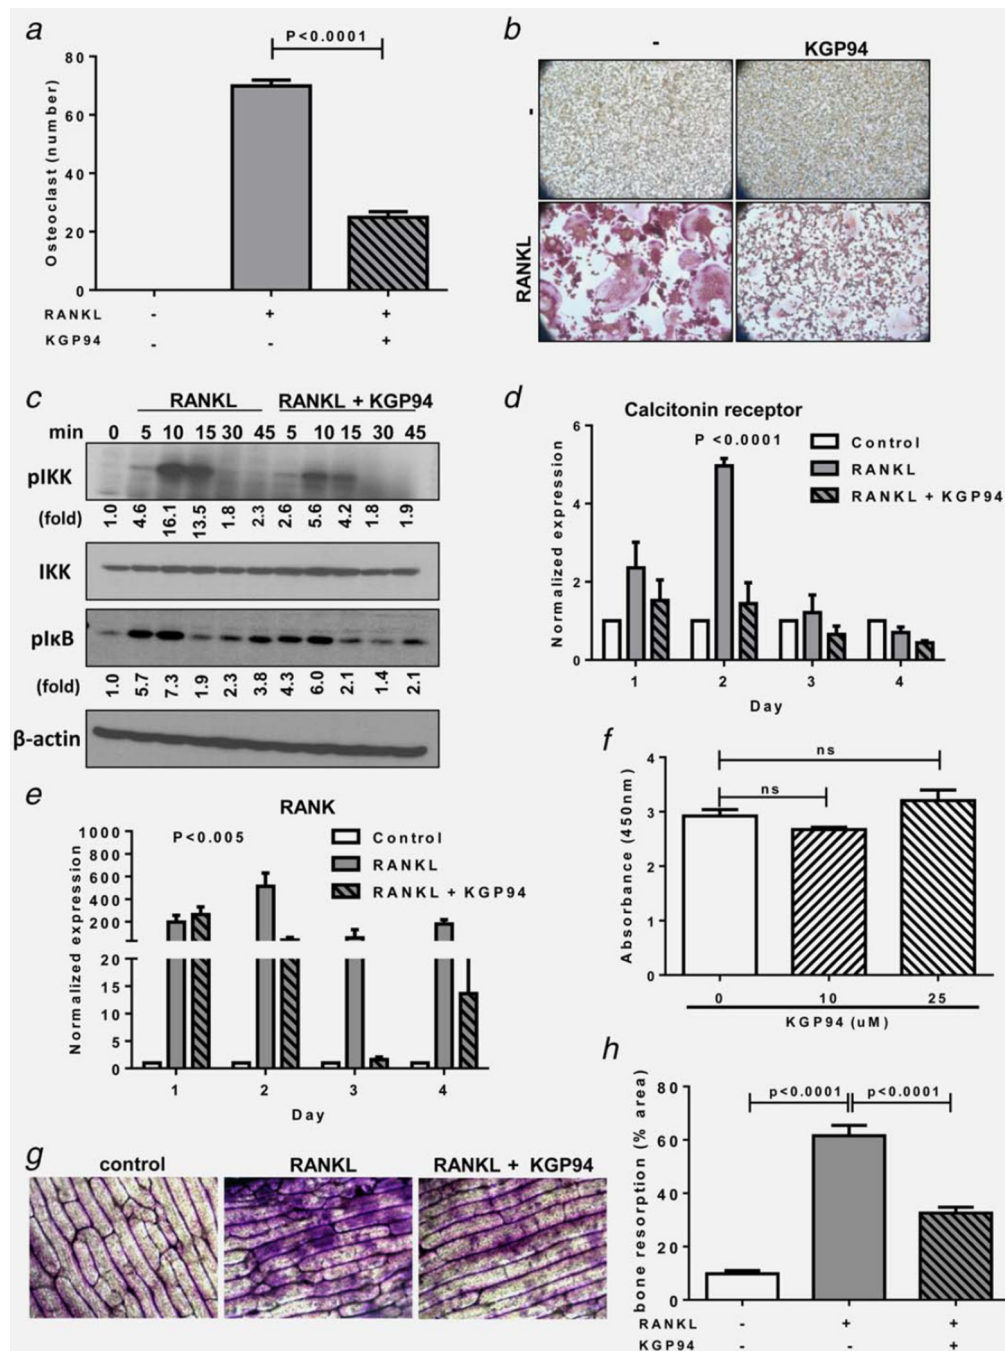 a
P<0.0001
80
60
40
20
0
Osteoclast (number)
RANKL - + +
KGP94 - - +
b
- KGP94
-
RANKL
c
RANKL RANKL + KGP94
min 0 5 10 15 30 45 5 10 15 30 45
pIKK
(fold) 1.0 4.6 16.1 13.5 1.8 2.3 2.6 5.6 4.2 1.8 1.9
IKK
pIκB
(fold) 1.0 5.7 7.3 1.9 2.3 3.8 4.3 6.0 2.1 1.4 2.1
β-actin
d
Calcitonin receptor
P <0.0001
Control
RANKL
RANKL + KGP94
6
4
2
0
Normalized expression
1 2 3 4
Day
e
RANK
P<0.005
Control
RANKL
RANKL + KGP94
1000
800
600
400
200
20
15
10
5
0
Normalized expression
1 2 3 4
Day
f
ns
ns
4
3
2
1
0
Absorbance (450nm)
0 10 25
KGP94 (uM)
g
control RANKL RANKL + KGP94
h
p<0.0001 p<0.0001
80
60
40
20
0
bone resorption (% area)
RANKL - + +
KGP94 - - +